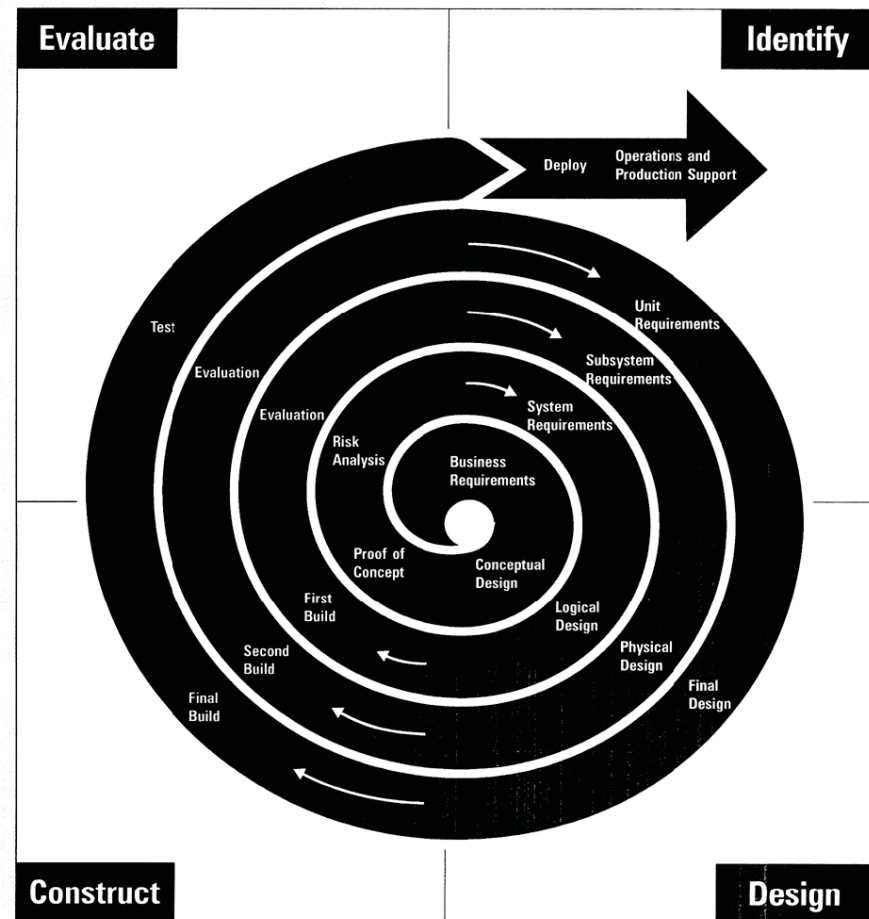 Evaluate
Identify
Deploy
Operations and
Production Support
Unit
Requirements
Test
Subsystem
Requirements
Evaluation
System
Requirements
Evaluation
Risk
Analysis
Business
Requirements
Proof of
Concept
Conceptual
Design
First
Build
Logical
Design
Second
Build
Physical
Design
Final
Build
Final
Design
Construct
Design